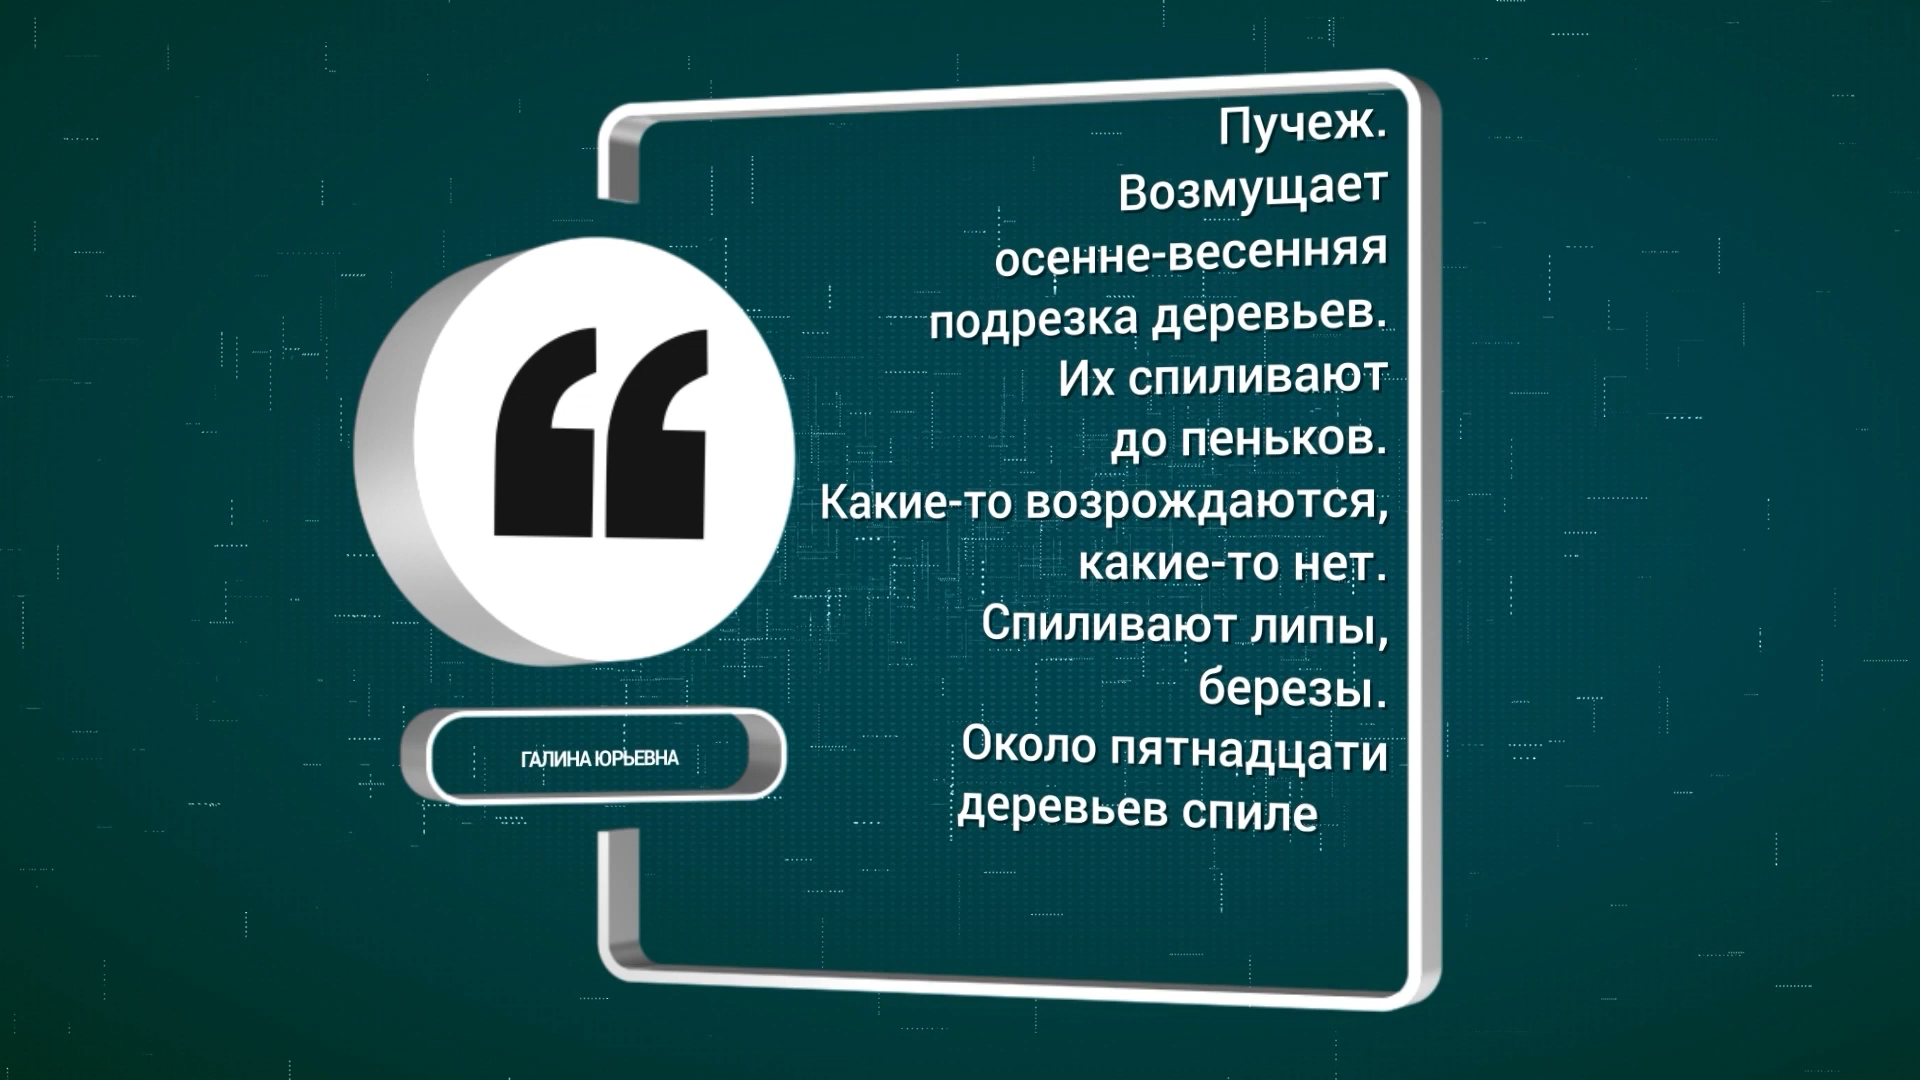 Пучеж.
Возмущает
осенне-весенняя
подрезка деревьев.
Их спиливают
до пеньков.
Какие-то возрождаются,
какие-то нет.
Спиливают липы,
березы.
Около пятнадцати
деревьев спиле
ГАЛИНА ЮРЬЕВНА